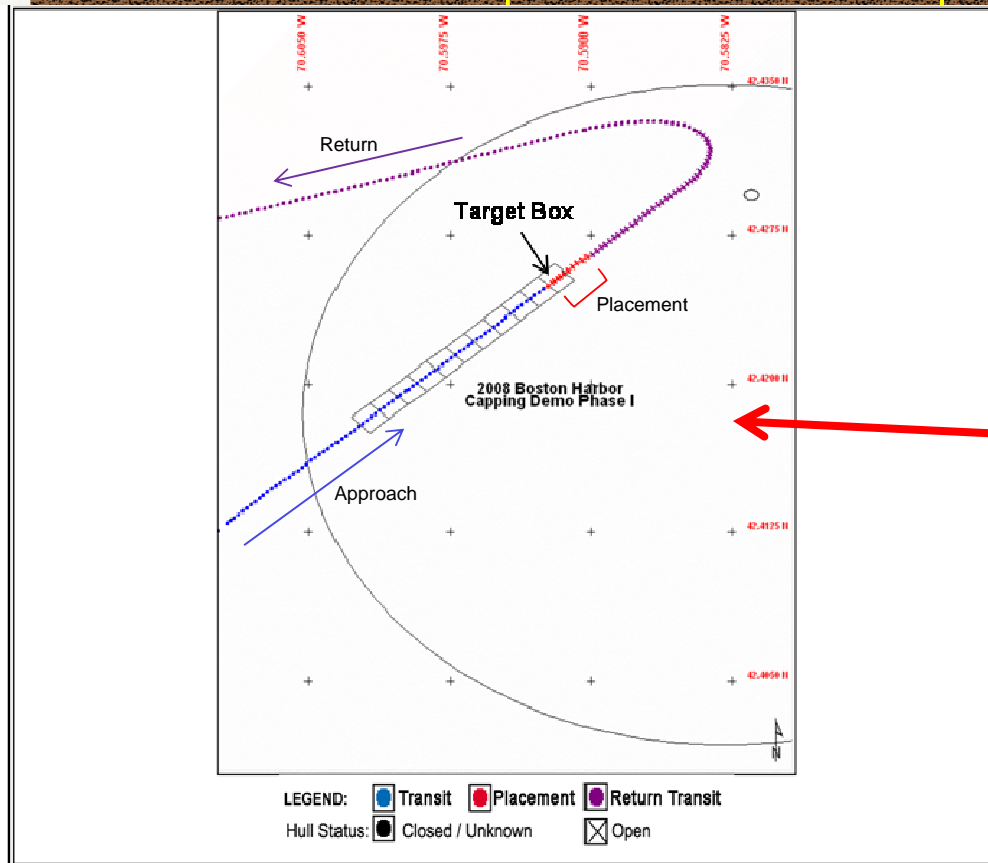 70.6050 W
70.5975 W
70.5900 W
70.5825 W
42.4350 N
Return
Target Box
42.4275 N
Placement
42.4200 N
2008 Boston Harbor
Capping Demo Phase I
Approach
42.4125 N
42.4050 N
N
LEGEND: Transit Placement Return Transit
Hull Status: Closed / Unknown Open